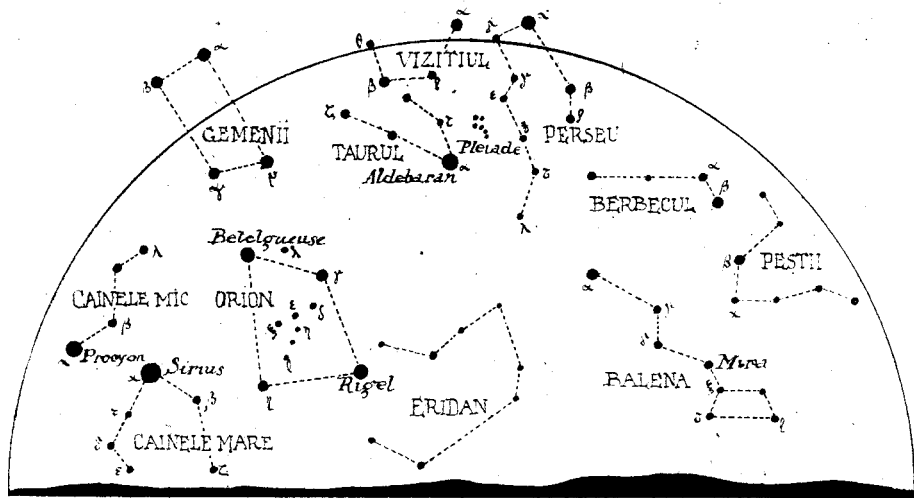 α
α
θ
VIZITIUL
α
β
β
β
ε
γ
ζ
GEMENII
TAURUL
Pleiade
PERSEU
Aldebaran
α
α
γ
μ
β
BERBECUL
λ
Betelgueuse
λ
λ
γ
β
PESTII
CAINELE MIC
ORION
α
α
β
ε
η
Procyon
Sirius
Rigel
Mira
BALENA
ERIDAN
η
β
CAINELE MARE
ε